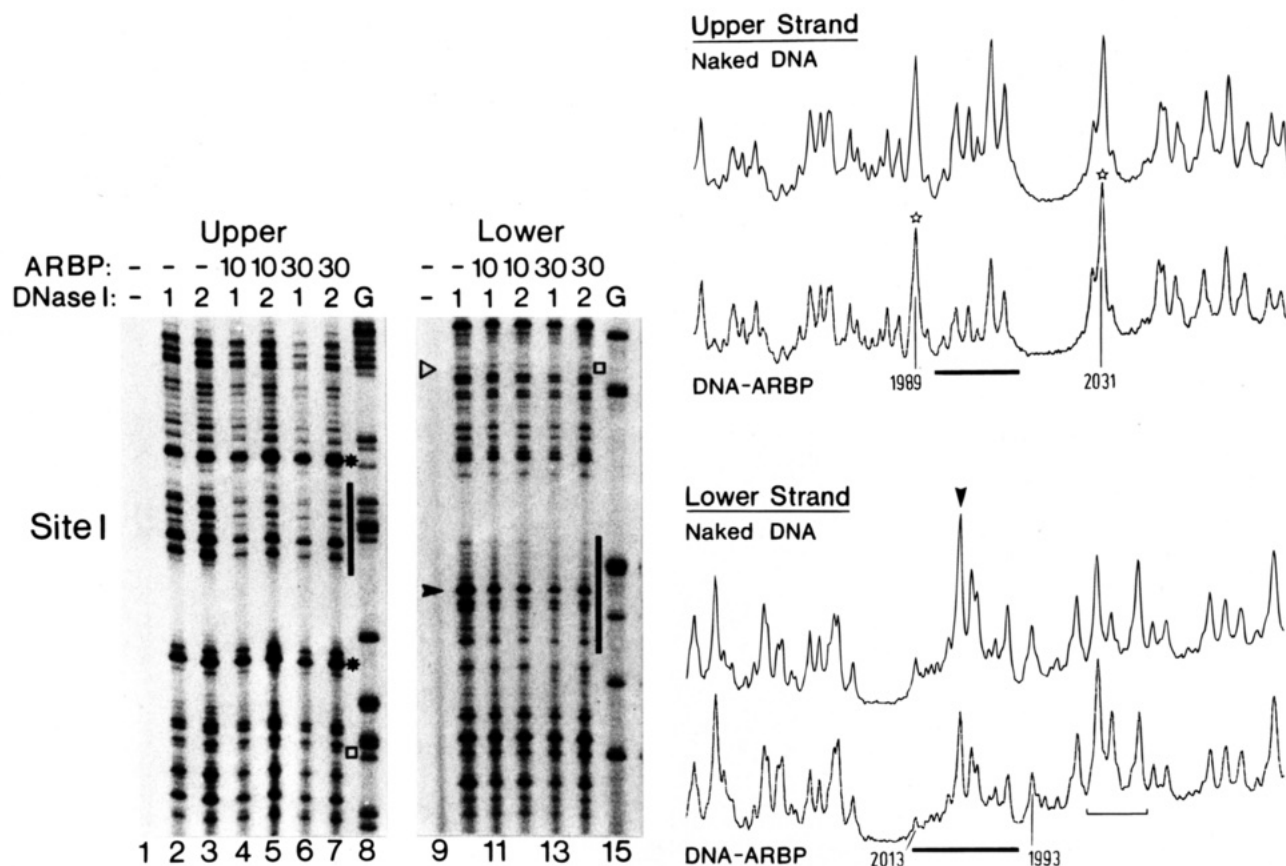 Upper
ARBP: - - - 10 10 30 30
DNase I: - 1 2 1 2 1 2 G
Site I
1 2 3 4 5 6 7 8
Lower
- - 10 10 30 30
- 1 1 2 1 2 G
9 11 13 15
Upper Strand
Naked DNA
1989
2031
DNA-ARBP
Lower Strand
Naked DNA
2013
1993
DNA-ARBP